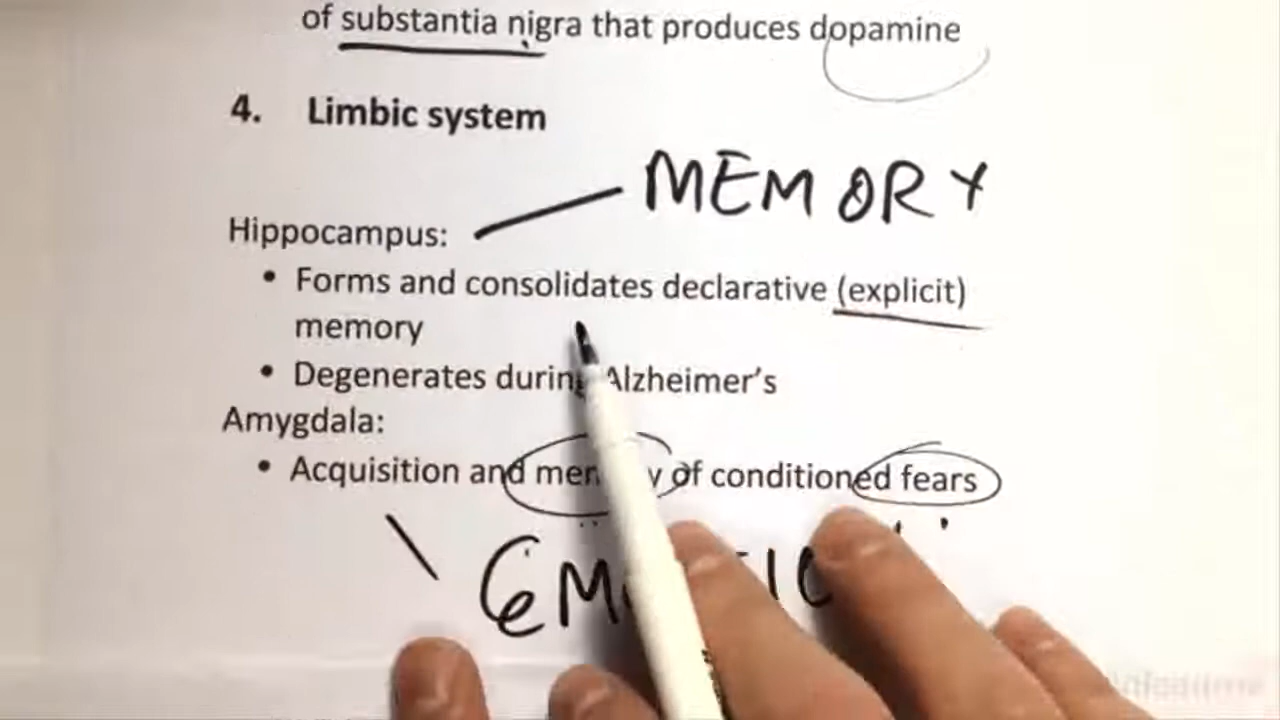 of substantia nigra that produces dopamine
4. Limbic system
MEMORY
Hippocampus:
• Forms and consolidates declarative (explicit)
memory
• Degenerates during Alzheimer's
Amygdala:
• Acquisition and of conditioned fears